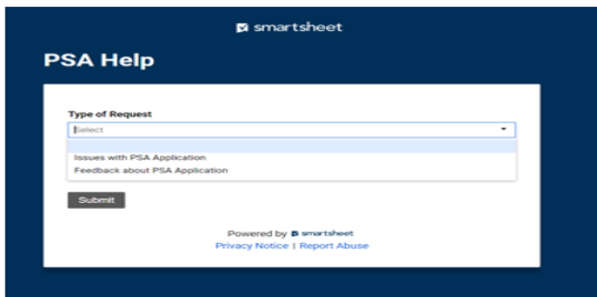 smartsheet
PSA Help
Type of Request
Select
Issues with PSA Application
Feedback about PSA Application
Submit
Powered by smartsheet
Privacy Notice | Report Abuse